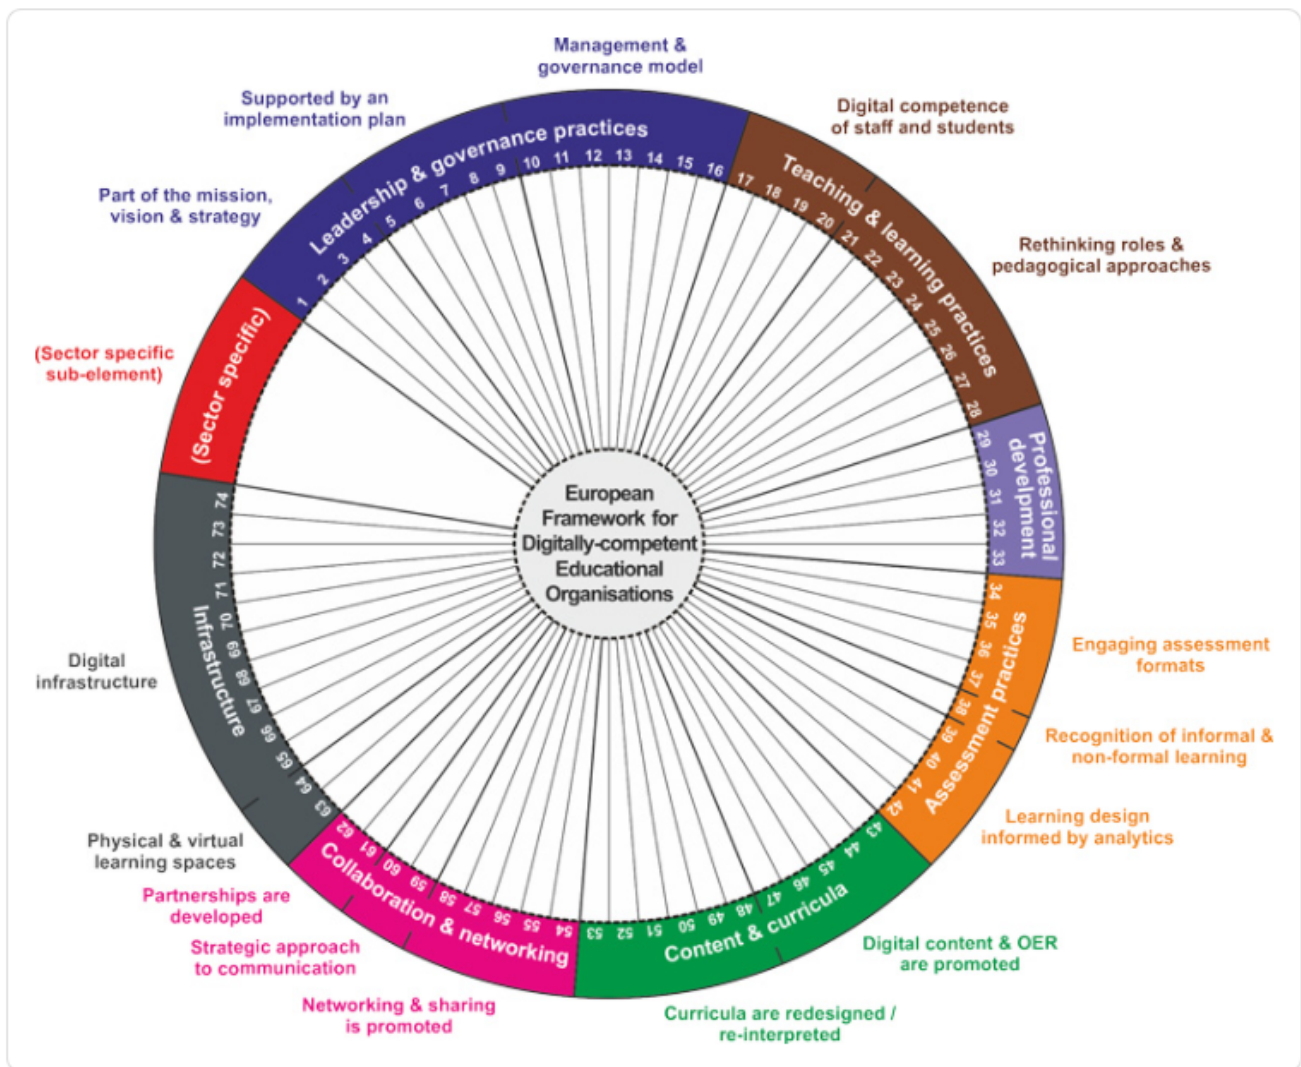 Management &
governance model
Supported by an
implementation plan
Part of the mission,
vision & strategy
(Sector specific
sub-element)
Digital competence
of staff and students
Rethinking roles &
pedagogical approaches
Leadership & governance practices
1 2 3 4 5 6 7 8 9 10 11 12 13 14 15 16
Teaching & learning practices
17 18 19 20 21 22 23 24 25 26 27 28
Professional
develpment
29 30 31 32 33
Assessment practices
34 35 36 37 38 39 40 41 42
Engaging assessment
formats
Recognition of informal &
non-formal learning
Learning design
informed by analytics
Content & curricula
43 44 45 46 47 48 49 50 51 52 53
Digital content & OER
are promoted
Curricula are redesigned /
re-interpreted
Collaboration & networking
54 55 56 57 58 59 60 61 62
Networking & sharing
is promoted
Strategic approach
to communication
Partnerships are
developed
Infrastructure
63 64 65 66 67 68 69 70 71 72 73 74
Physical & virtual
learning spaces
Digital
infrastructure
(Sector specific)
European
Framework for
Digitally-competent
Educational
Organisations